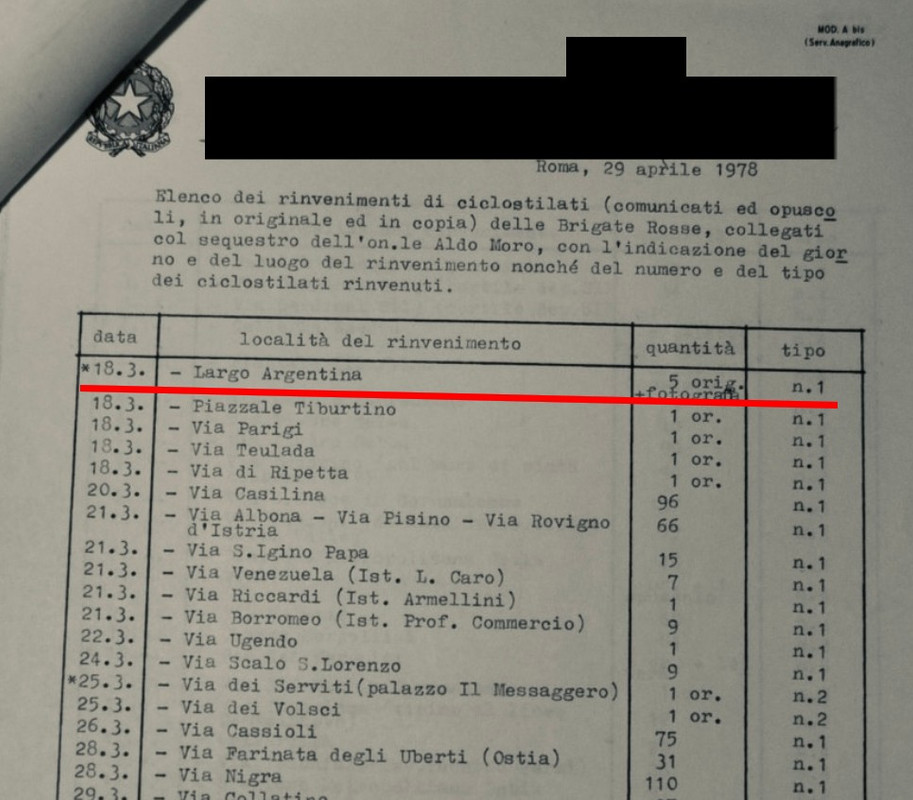 MOD. A bis
(Serv.Anagrafico)
Roma, 29 aprile 1978
Elenco dei rinvenimenti di ciclostilati (comunicati ed opusco
li, in originale ed in copia) delle Brigate Rosse, collegati
col sequestro dell'on.le Aldo Moro, con l'indicazione del gior
no e del luogo del rinvenimento nonché del numero e del tipo
dei ciclostilati rinvenuti.
data località del rinvenimento quantità tipo
*18.3. - Largo Argentina 5 orig. n.1
18.3. - Piazzale Tiburtino 1 or. n.1
18.3. - Via Parigi 1 or. n.1
18.3. - Via Teulada 1 or. n.1
18.3. - Via di Ripetta 1 or. n.1
20.3. - Via Casilina 96 n.1
21.3. - Via Albona - Via Pisino - Via Rovigno 66 n.1
d'Istria
21.3. - Via S.Igino Papa 15 n.1
21.3. - Via Venezuela (Ist. L. Caro) 7 n.1
21.3. - Via Riccardi (Ist. Armellini) 1 n.1
21.3. - Via Borromeo (Ist. Prof. Commercio) 9 n.1
22.3. - Via Ugendo 1 n.1
24.3. - Via Scalo S.Lorenzo 9 n.1
*25.3. - Via dei Serviti(palazzo Il Messaggero) 1 or. n.2
25.3. - Via dei Volsci 1 or. n.2
26.3. - Via Cassioli 75 n.1
28.3. - Via Farinata degli Uberti (Ostia) 31 n.1
28.3. - Via Nigra 110 n.1
29.3. - Via Collatino